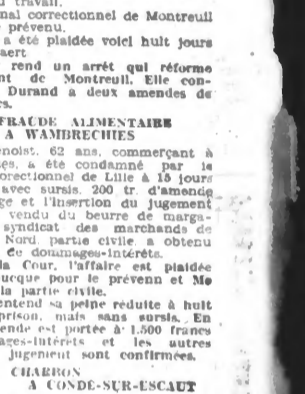 u travail.
nal correctionnel de Montreuil
prévenu.
a été plaidée voici huit jours
aert
rend un arrêt qui réforme
nt de Montreuil. Elle con-
Durand a deux amendes de
s.
FRAUDE ALIMENTAIRE
A WAMBRECHIES
enoist, 62 ans, commerçant à
es, a été condamné par le
orectionnel de Lille à 15 jours
avec sursis, 200 fr. d'amende
ge et l'insertion du jugement
vendu du beurre de marga-
syndicat des marchands de
Nord, partie civile, a obtenu
de dommages-intérêts.
la Cour, l'affaire est plaidée
ucque pour le prévenn et Me
la partie civile.
entend sa peine réduite à huit
prison, mais sans sursis. En
ende est portée à 1.500 francs
ages-intérêts et les autres
jugement sont confirmées.
CHARBON
A CONDÉ-SUR-ESCAUT